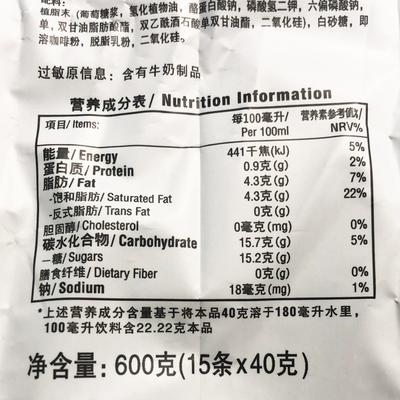 配料:
植脂末(葡萄糖浆，氢化植物油，酪蛋白酸钠，磷酸氢二钾，六偏磷酸钠，
单，双甘油脂肪酸酯，双乙酰酒石酸单双甘油酯，二氧化硅)，白砂糖，即
溶咖啡粉，脱脂乳粉，二氧化硅。
过敏原信息：含有牛奶制品
营养成分表/ Nutrition Information
项目/ Items: 每100毫升/ Per 100ml 营养素参考值%/ NRV%
能量/ Energy 441千焦(kJ) 5%
蛋白质/ Protein 0.9克(g) 2%
脂肪/ Fat 4.3克(g) 7%
-饱和脂肪/ Saturated Fat 4.3克(g) 22%
-反式脂肪/ Trans Fat 0克(g)
胆固醇/ Cholesterol 0毫克(mg) 0%
碳水化合物/ Carbohydrate 15.7克(g) 5%
—糖/ Sugars 15.2克(g)
膳食纤维/ Dietary Fiber 0克(g) 0%
钠/ Sodium 18毫克(mg) 1%
*上述营养成分含量基于将本品40克溶于180毫升水里，
100毫升饮料含22.22克本品
净含量：600克(15条x40克)